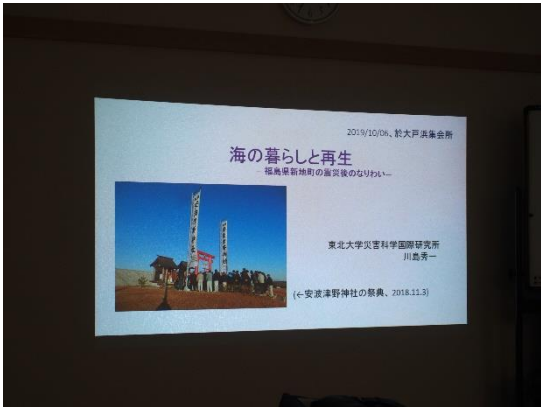 2019/10/06、於大戸浜集会所
海の暮らしと再生
－福島県新地町の震災後のなりわい－
東北大学災害科学国際研究所
川島秀一
(←安波津野神社の祭典、2018.11.3)